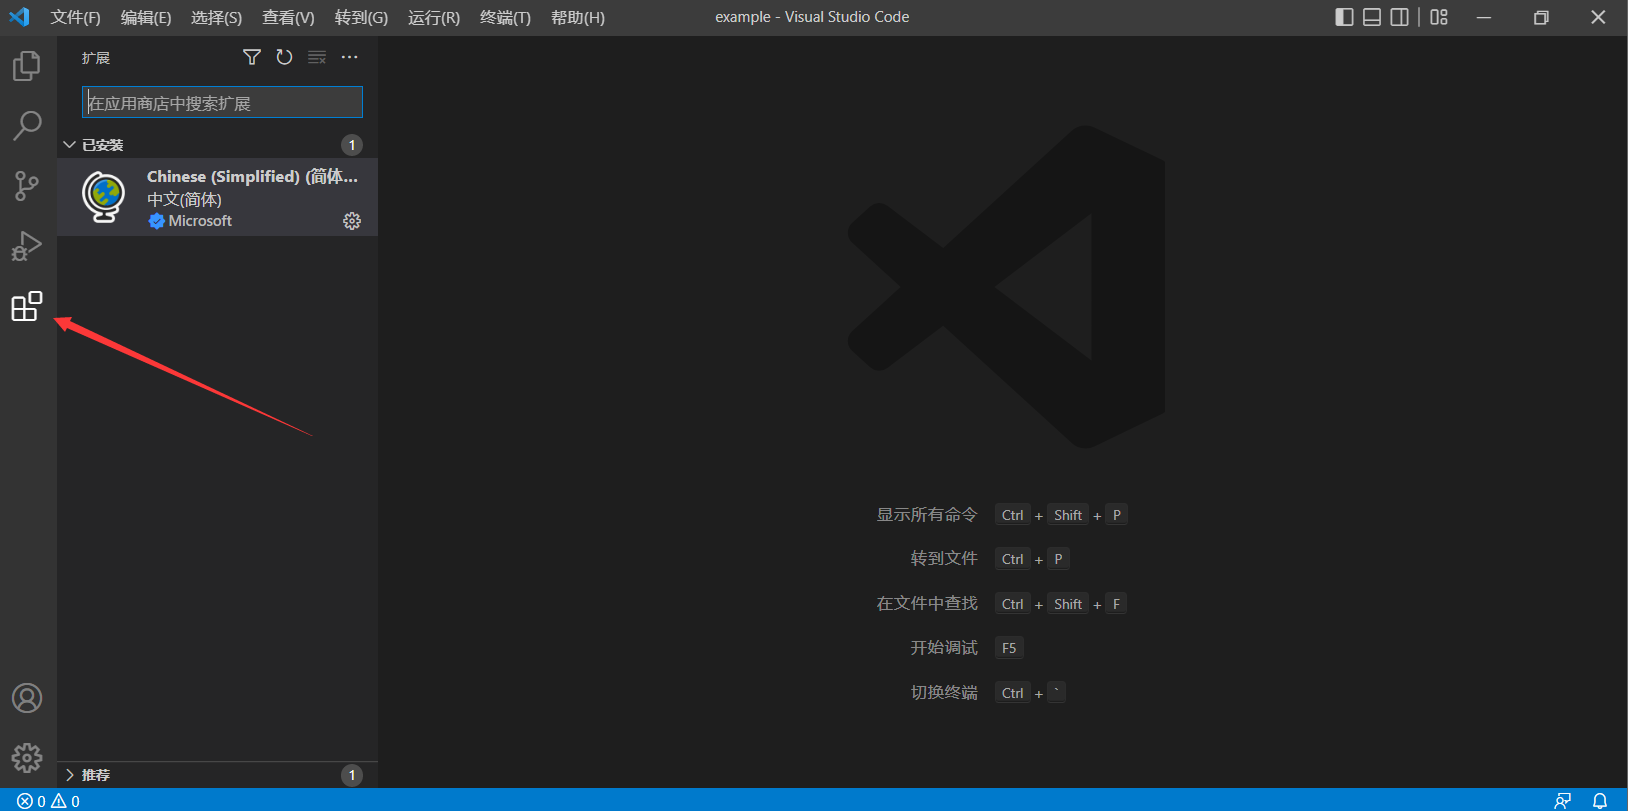 文件(F) 编辑(E) 选择(S) 查看(V) 转到(G) 运行(R) 终端(T) 帮助(H) example - Visual Studio Code
扩展
在应用商店中搜索扩展
已安装 1
Chinese (Simplified) (简体...
中文(简体)
Microsoft
显示所有命令 Ctrl + Shift + P
转到文件 Ctrl + P
在文件中查找 Ctrl + Shift + F
开始调试 F5
切换终端 Ctrl + `
推荐 1
0 0